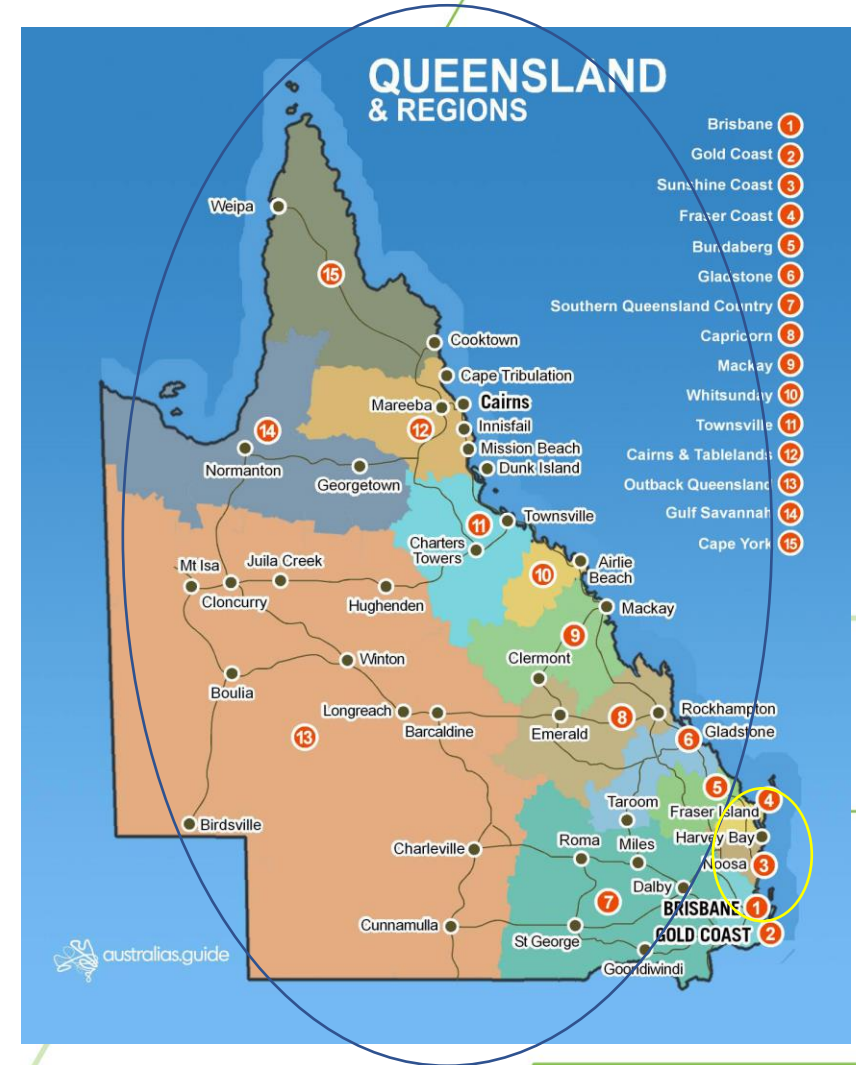 QUEENSLAND
& REGIONS
Brisbane 1
Gold Coast 2
Sunshine Coast 3
Fraser Coast 4
Bundaberg 5
Gladstone 6
Southern Queensland Country 7
Capricorn 8
Mackay 9
Whitsunday 10
Townsville 11
Cairns & Tablelands 12
Outback Queensland 13
Gulf Savannah 14
Cape York 15
Weipa
15
Cooktown
Cape Tribulation
Cairns
Mareeba
12
Innisfail
14
Mission Beach
Normanton
Dunk Island
Georgetown
11
Townsville
Charters
Towers
Airlie
Beach
Mt Isa
Juila Creek
10
Cloncurry
Hughenden
Mackay
9
Clermont
Winton
Boulia
Longreach
Barcaldine
Emerald
8
Rockhampton
13
6
Gladstone
5
4
Taroom
Fraser Island
Birdsville
Harvey Bay
Roma
Miles
Charleville
Noosa
3
Dalby
7
BRISBANE 1
Cunnamulla
St George
GOLD COAST 2
Goondiwindi
australias.guide